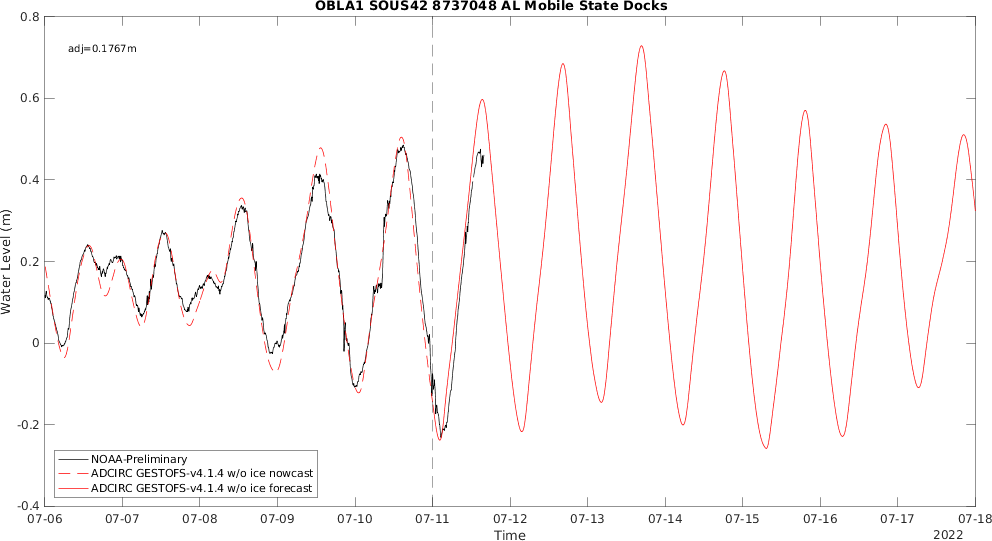 OBLA1 SOUS42 8737048 AL Mobile State Docks
adj=0.1767m
Water Level (m)
0.8
0.6
0.4
0.2
0
-0.2
-0.4
NOAA-Preliminary
ADCIRC GESTOFS-v4.1.4 w/o ice nowcast
ADCIRC GESTOFS-v4.1.4 w/o ice forecast
07-06 07-07 07-08 07-09 07-10 07-11 07-12 07-13 07-14 07-15 07-16 07-17 07-18
Time
2022